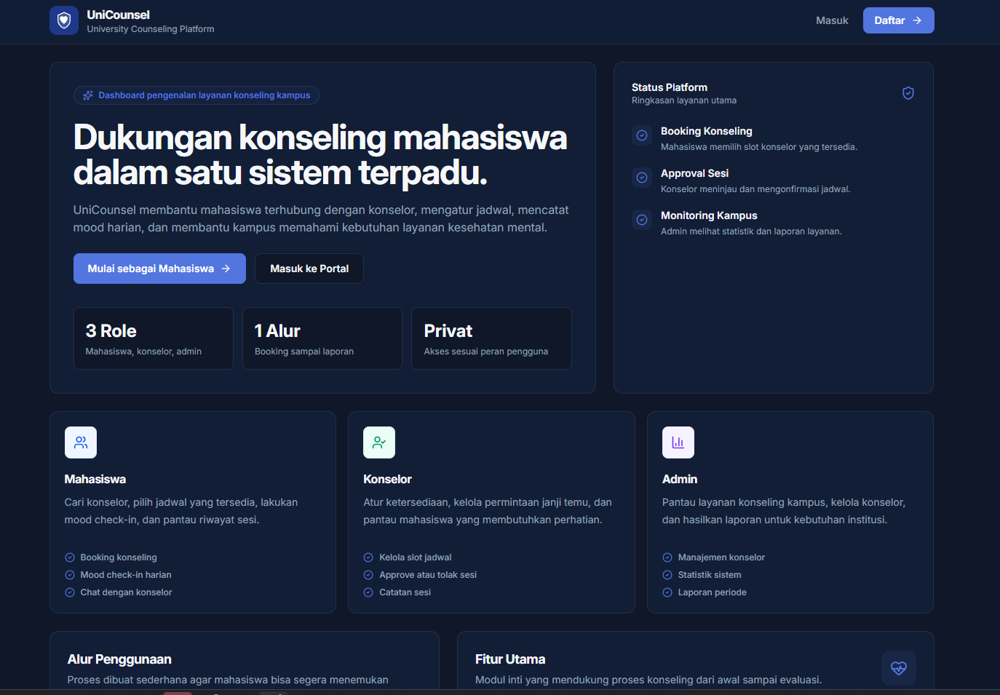 UniCounsel
University Counseling Platform
Masuk
Daftar
Dashboard pengenalan layanan konseling kampus
Dukungan konseling mahasiswa
dalam satu sistem terpadu.
UniCounsel membantu mahasiswa terhubung dengan konselor, mengatur jadwal, mencatat
mood harian, dan membantu kampus memahami kebutuhan layanan kesehatan mental.
Mulai sebagai Mahasiswa
Masuk ke Portal
3 Role
Mahasiswa, konselor, admin
1 Alur
Booking sampai laporan
Privat
Akses sesuai peran pengguna
Status Platform
Ringkasan layanan utama
Booking Konseling
Mahasiswa memilih slot konselor yang tersedia.
Approval Sesi
Konselor meninjau dan mengonfirmasi jadwal.
Monitoring Kampus
Admin melihat statistik dan laporan layanan.
Mahasiswa
Cari konselor, pilih jadwal yang tersedia, lakukan
mood check-in, dan pantau riwayat sesi.
Booking konseling
Mood check-in harian
Chat dengan konselor
Konselor
Atur ketersediaan, kelola permintaan janji temu, dan
pantau mahasiswa yang membutuhkan perhatian.
Kelola slot jadwal
Approve atau tolak sesi
Catatan sesi
Admin
Pantau layanan konseling kampus, kelola konselor,
dan hasilkan laporan untuk kebutuhan institusi.
Manajemen konselor
Statistik sistem
Laporan periode
Alur Penggunaan
Proses dibuat sederhana agar mahasiswa bisa segera menemukan
Fitur Utama
Modul inti yang mendukung proses konseling dari awal sampai evaluasi.